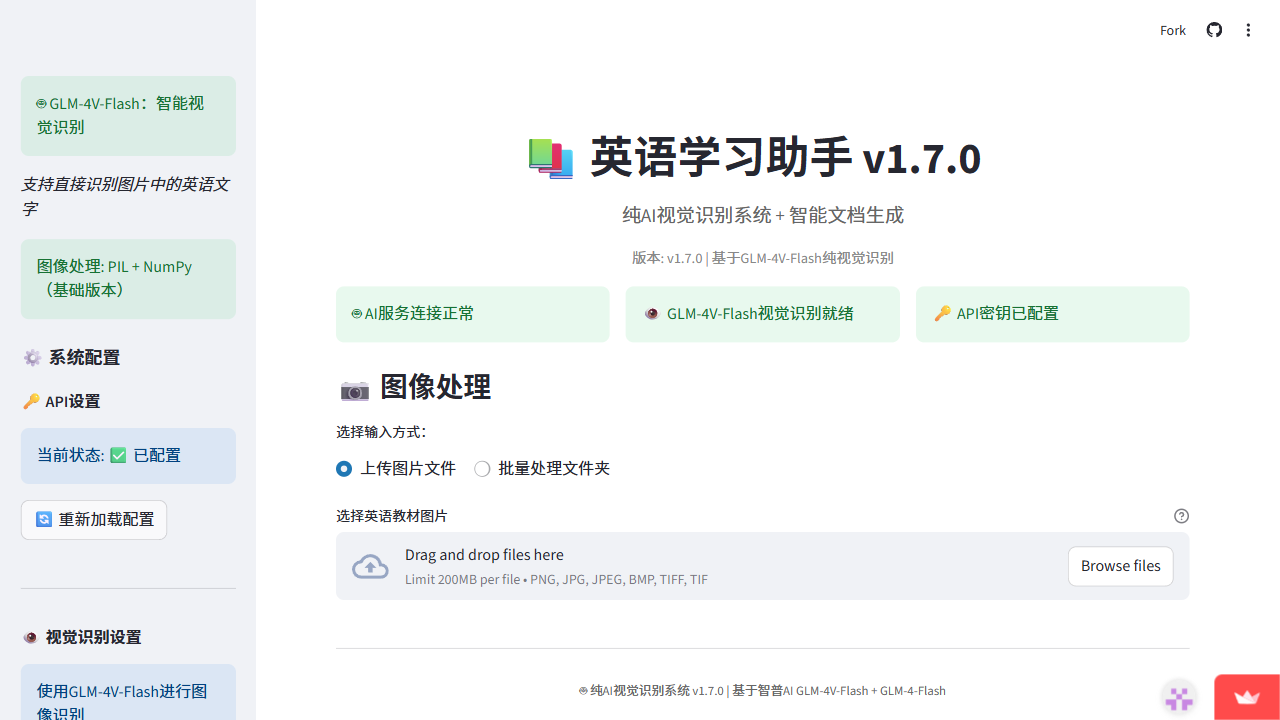 Fork
GLM-4V-Flash：智能视
觉识别
支持直接识别图片中的英语文
字
图像处理: PIL + NumPy
（基础版本）
系统配置
API设置
当前状态: ✅ 已配置
重新加载配置
视觉识别设置
使用GLM-4V-Flash进行图
像识别
英语学习助手 v1.7.0
纯AI视觉识别系统 + 智能文档生成
版本: v1.7.0 | 基于GLM-4V-Flash纯视觉识别
AI服务连接正常
GLM-4V-Flash视觉识别就绪
API密钥已配置
图像处理
选择输入方式：
上传图片文件
批量处理文件夹
选择英语教材图片
Drag and drop files here
Limit 200MB per file • PNG, JPG, JPEG, BMP, TIFF, TIF
Browse files
纯AI视觉识别系统 v1.7.0 | 基于智普AI GLM-4V-Flash + GLM-4-Flash